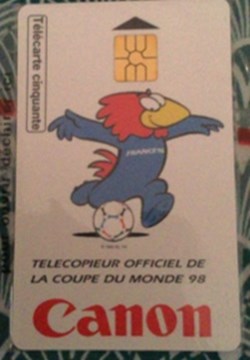 Télécarte cinquante
FRANCE 98
TELECOPIEUR OFFICIEL DE
LA COUPE DU MONDE 98
Canon